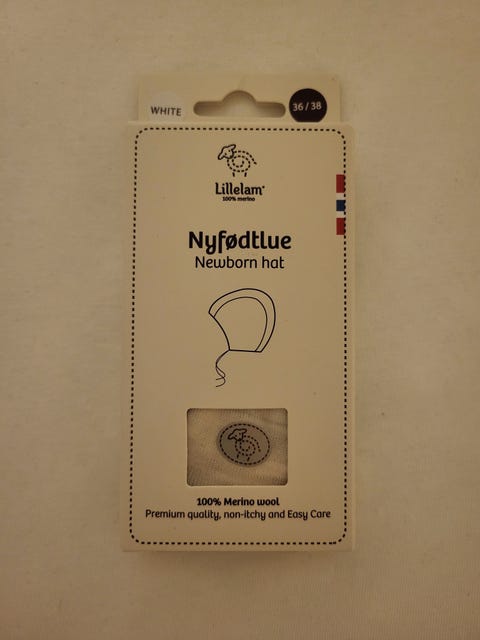 WHITE
36/38
Lillelam®
100% merino
Nyfødtlue
Newborn hat
100% Merino wool
Premium quality, non-itchy and Easy Care